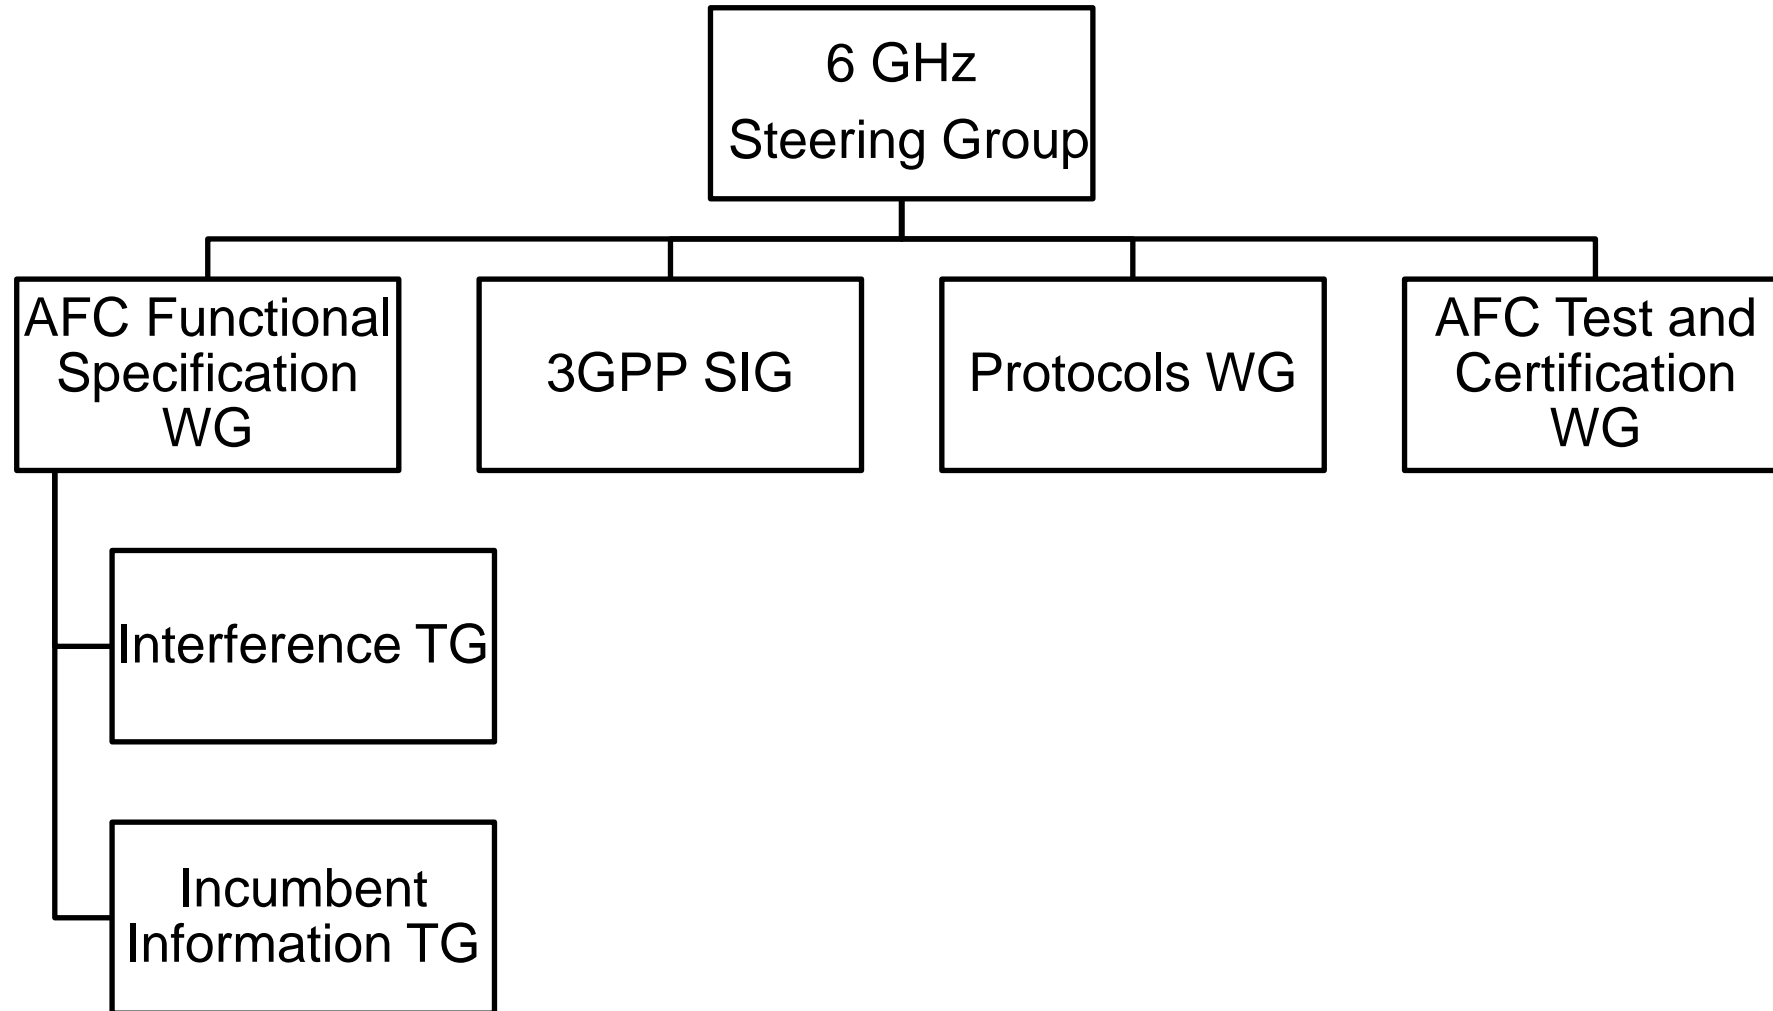 6 GHz
Steering Group
AFC Functional
Specification
WG
3GPP SIG
Protocols WG
AFC Test and
Certification
WG
Interference TG
Incumbent
Information TG